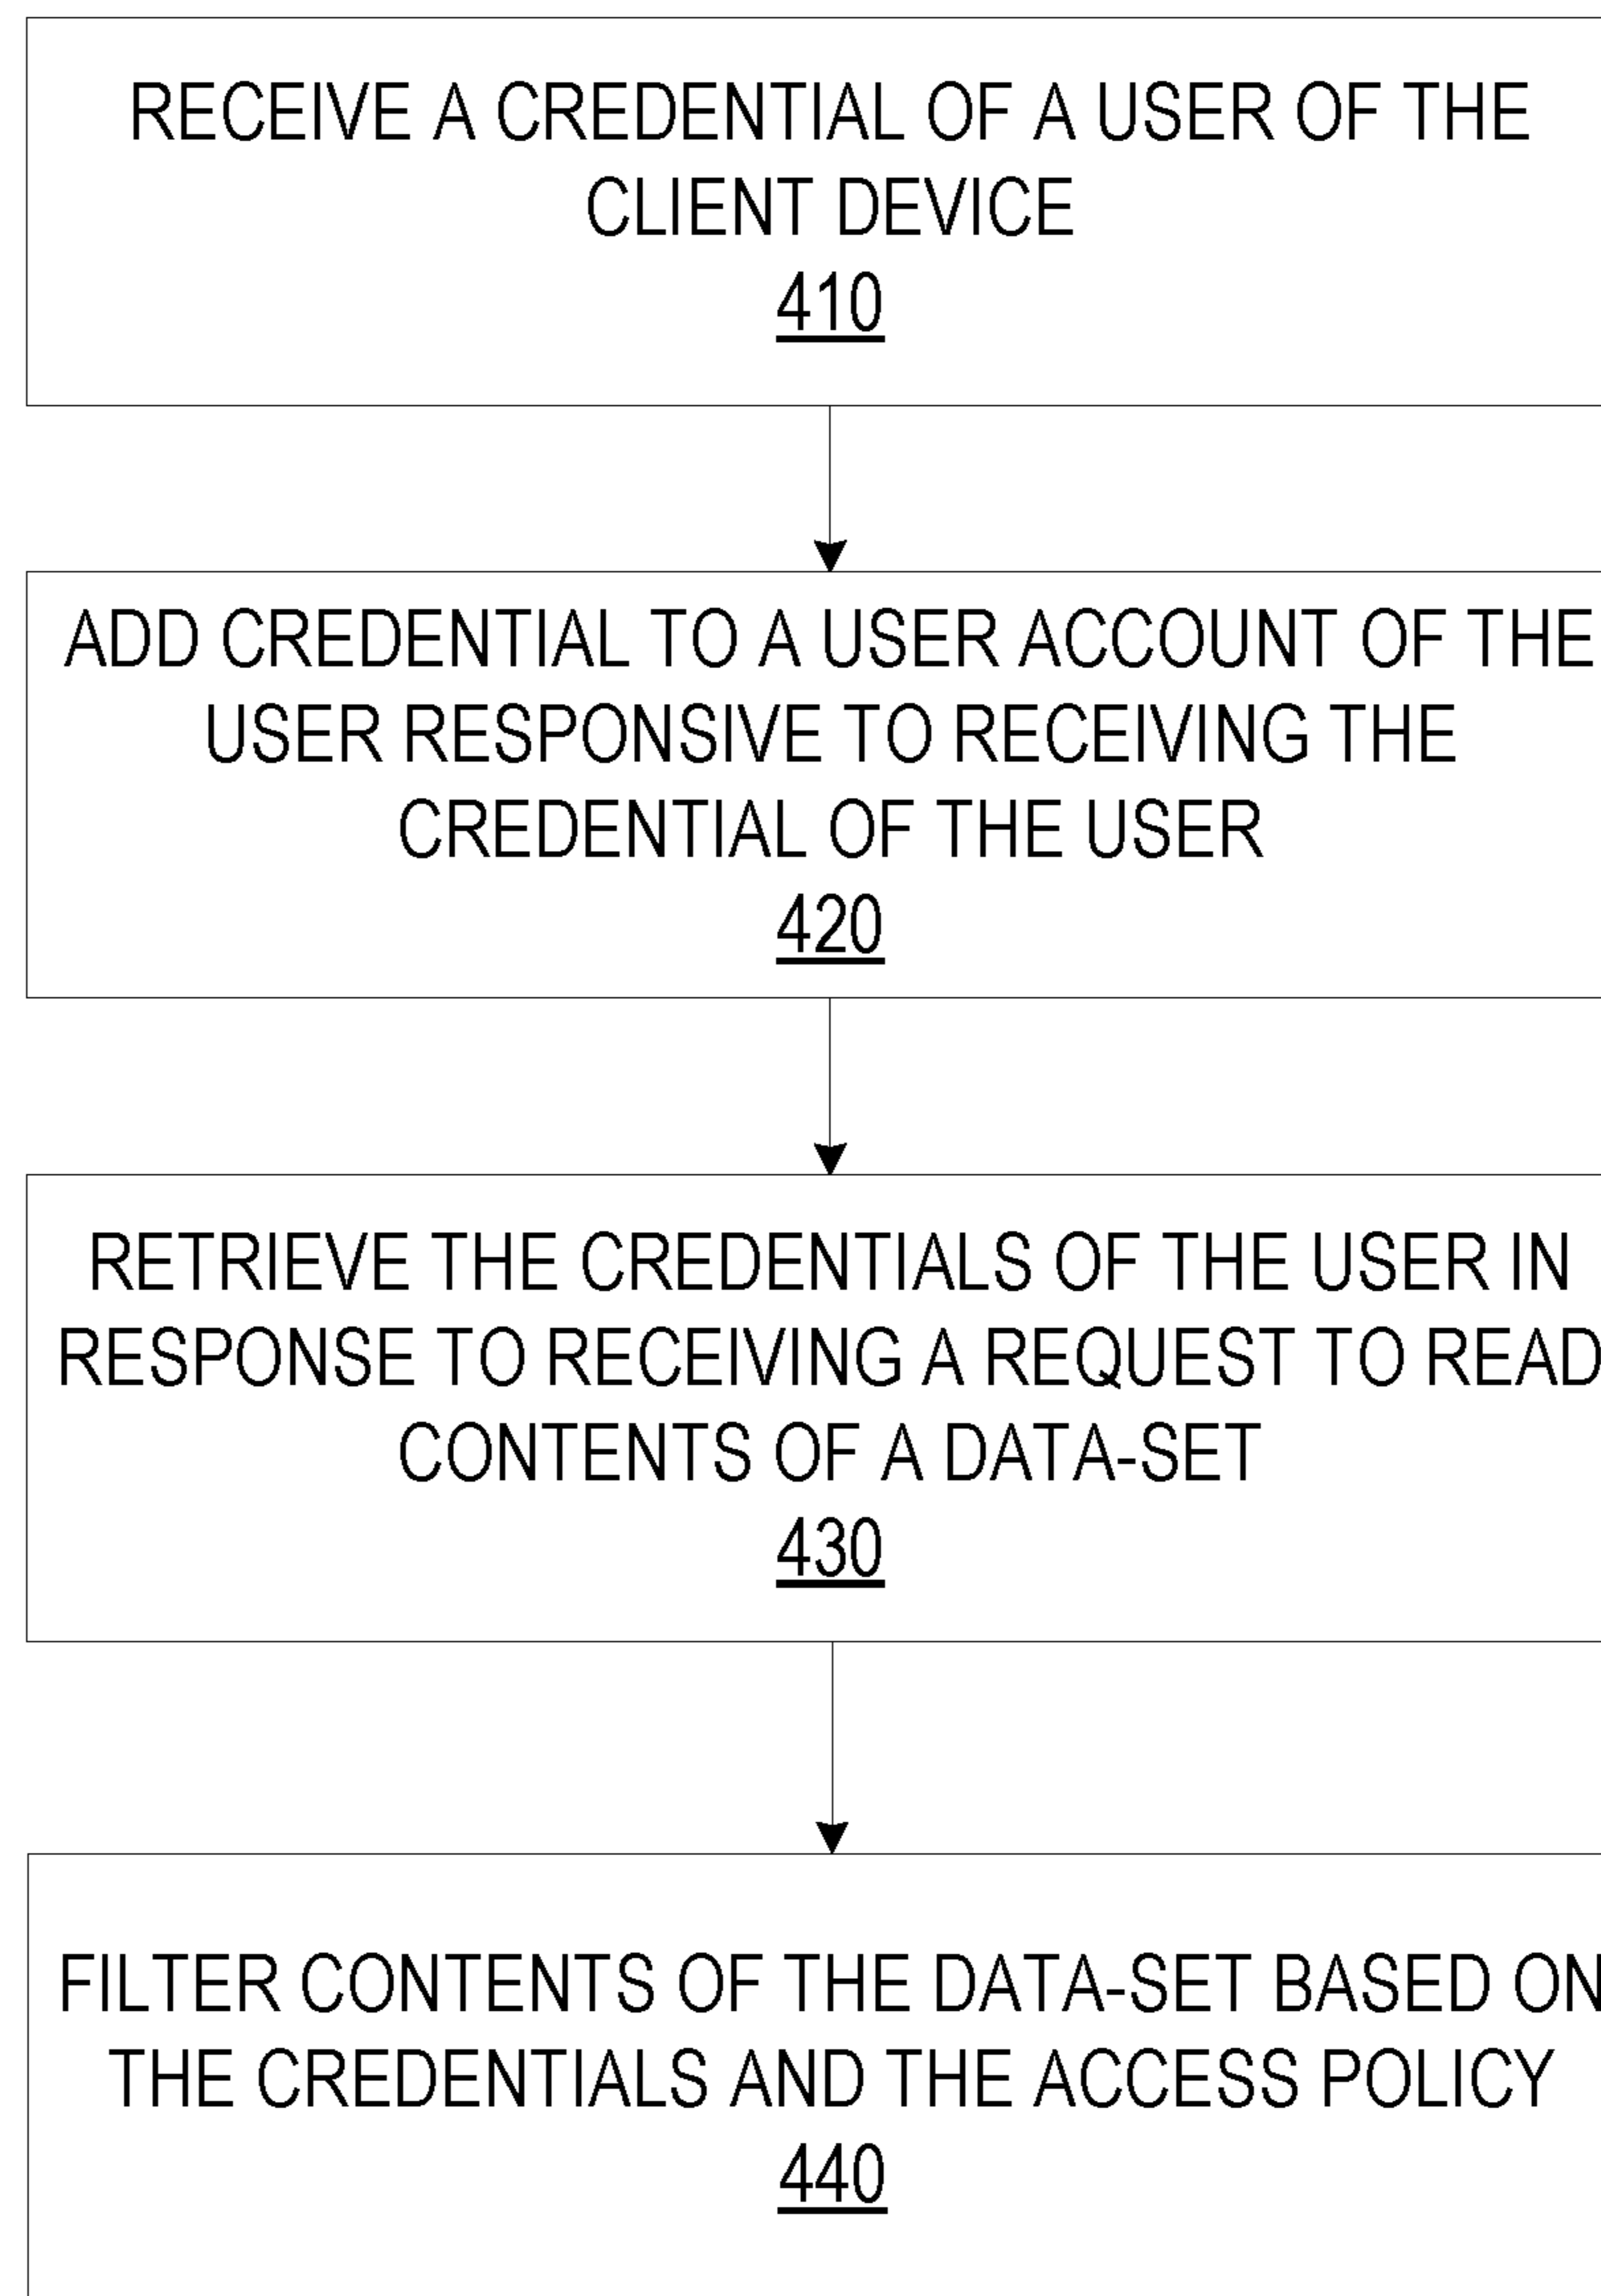 RECEIVE A CREDENTIAL OF A USER OF THE
CLIENT DEVICE
410
ADD CREDENTIAL TO A USER ACCOUNT OF THE
USER RESPONSIVE TO RECEIVING THE
CREDENTIAL OF THE USER
420
RETRIEVE THE CREDENTIALS OF THE USER IN
RESPONSE TO RECEIVING A REQUEST TO READ
CONTENTS OF A DATA-SET
430
FILTER CONTENTS OF THE DATA-SET BASED ON
THE CREDENTIALS AND THE ACCESS POLICY
440